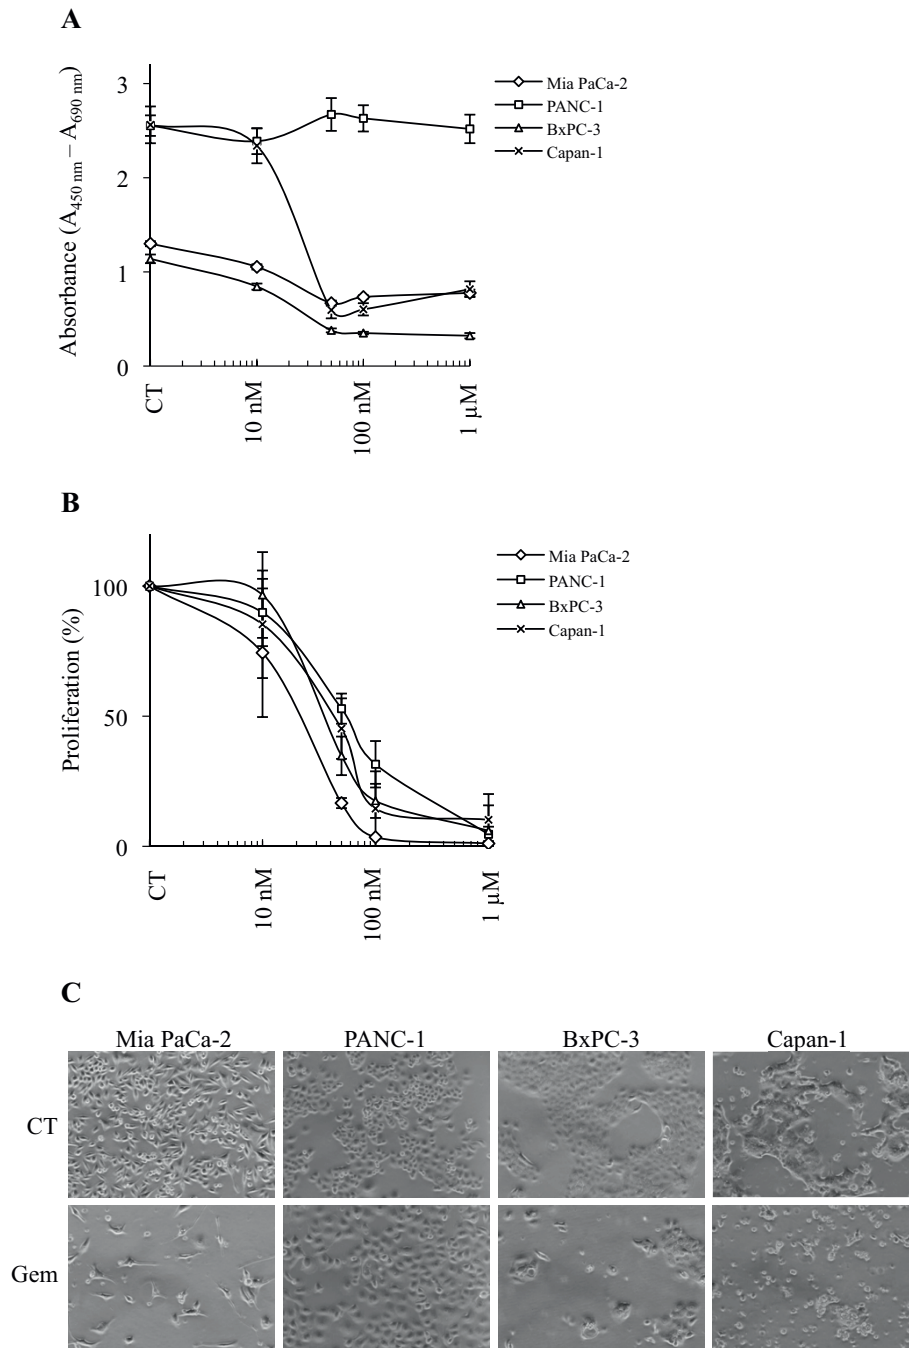 A
Absorbance (A450 nm – A690 nm)
3
2
1
0
CT
10 nM
100 nM
1 µM
Mia PaCa-2
PANC-1
BxPC-3
Capan-1
B
Proliferation (%)
100
50
0
CT
10 nM
100 nM
1 µM
Mia PaCa-2
PANC-1
BxPC-3
Capan-1
C
Mia PaCa-2 PANC-1 BxPC-3 Capan-1
CT
Gem